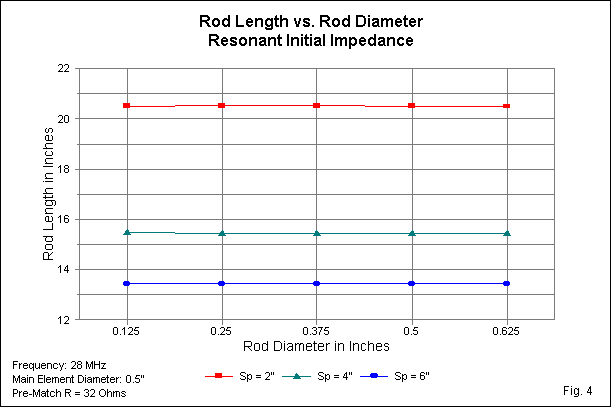 Rod Length vs. Rod Diameter
Resonant Initial Impedance
22
20
18
16
14
12
Rod Length in Inches
0.125 0.25 0.375 0.5 0.625
Rod Diameter in Inches
Frequency: 28 MHz
Main Element Diameter: 0.5"
Pre-Match R = 32 Ohms
Sp = 2" Sp = 4" Sp = 6"
Fig. 4